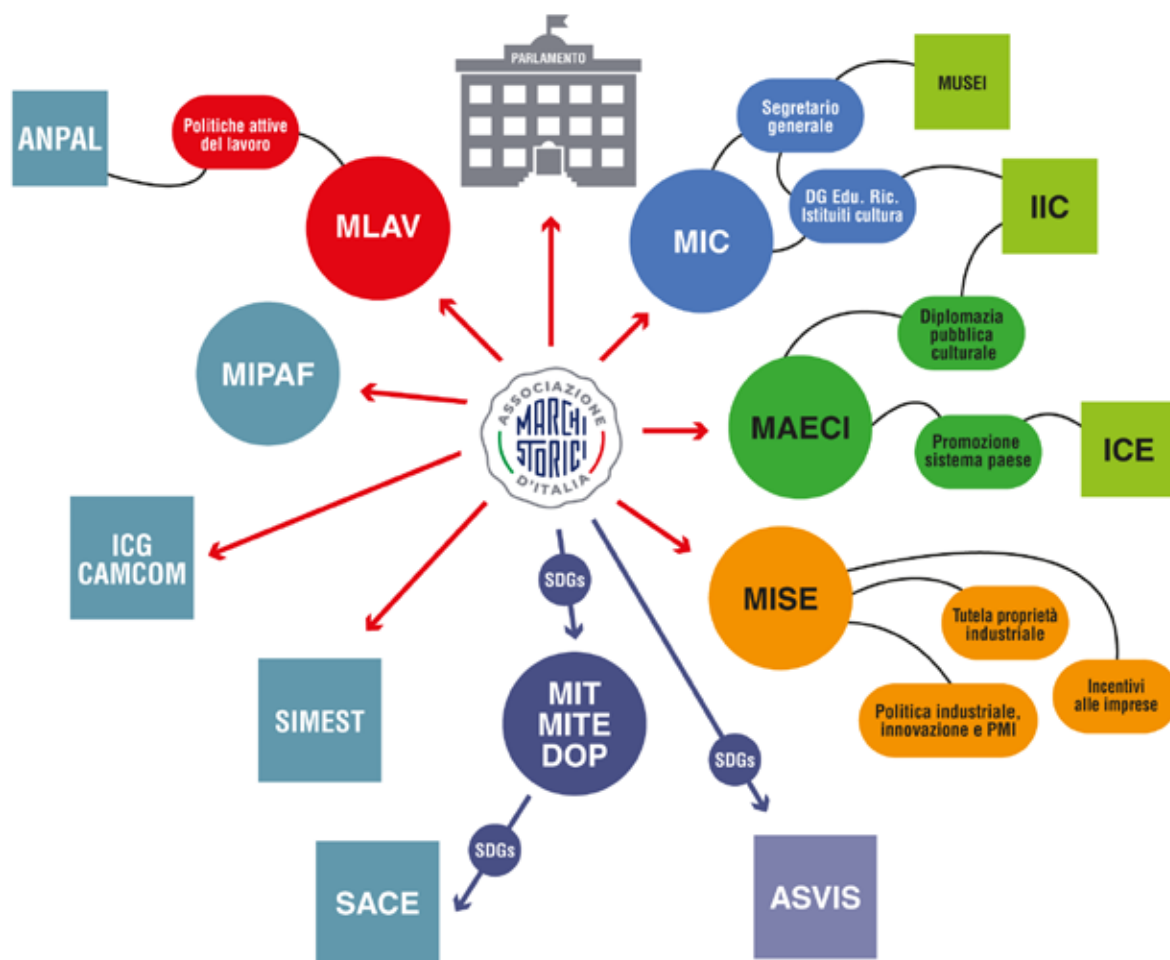 PARLAMENTO
MUSEI
Segretario
generale
ANPAL
Politiche attive
del lavoro
DG Edu. Ric.
Istituiti cultura
IIC
MLAV
MIC
Diplomazia
pubblica
culturale
MIPAF
ASSOCIAZIONE
MARCHI
STORICI
D'ITALIA
MAECI
Promozione
sistema paese
ICE
ICG
CAMCOM
SDGs
MISE
Tutela proprietà
industriale
Incentivi
alle imprese
Politica industriale,
innovazione e PMI
SIMEST
MIT
MITE
DOP
SDGs
SDGs
SACE
ASVIS